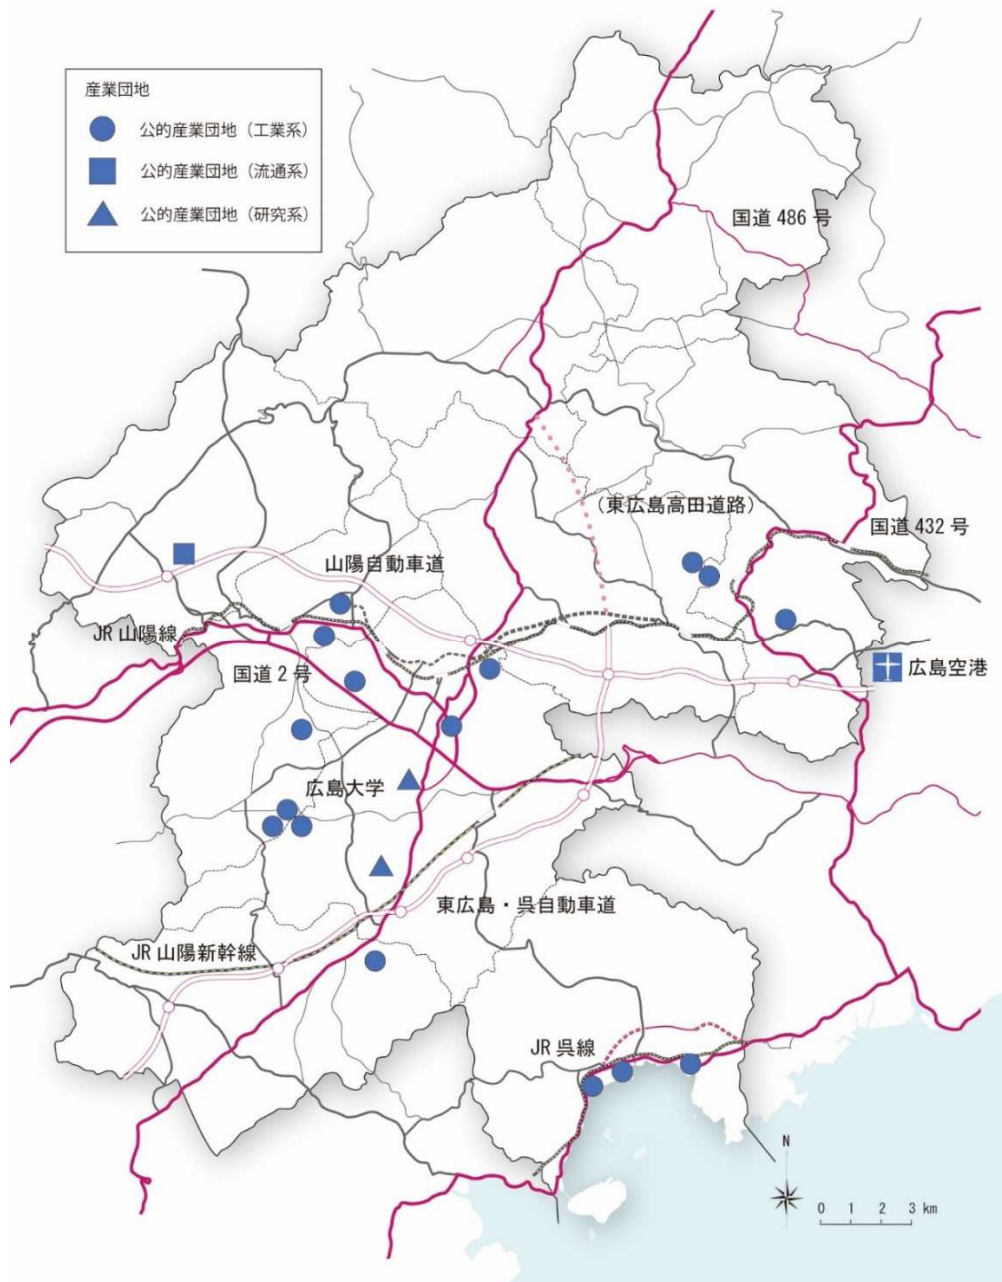 産業団地
公的産業団地（工業系）
公的産業団地（流通系）
公的産業団地（研究系）
国道 486 号
（東広島高田道路）
国道 432 号
山陽自動車道
JR 山陽線
国道 2 号
広島空港
広島大学
東広島・呉自動車道
JR 山陽新幹線
JR 呉線
N
0 1 2 3 km